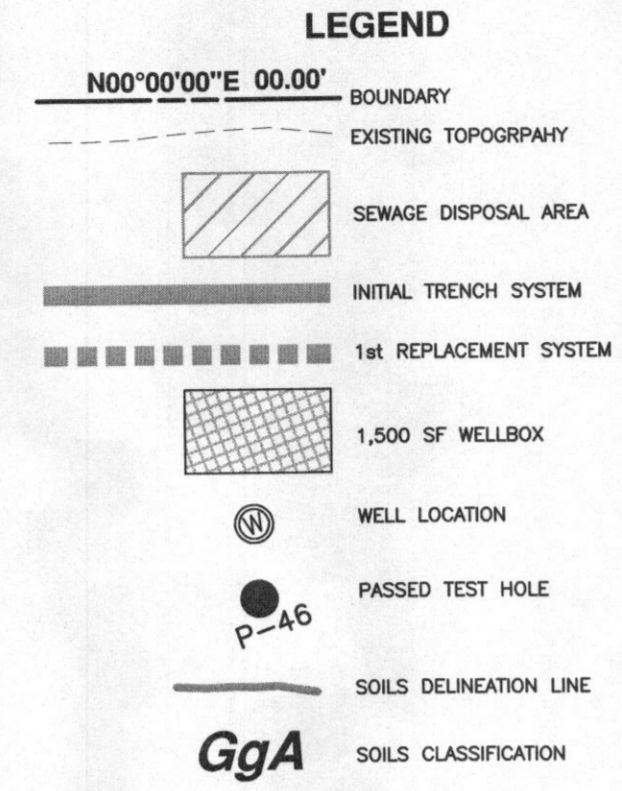 LEGEND
N00°00'00"E 00.00' BOUNDARY
EXISTING TOPOGRPAHY
SEWAGE DISPOSAL AREA
INITIAL TRENCH SYSTEM
1st REPLACEMENT SYSTEM
1,500 SF WELLBOX
W WELL LOCATION
PASSED TEST HOLE
P-46
SOILS DELINEATION LINE
GgA SOILS CLASSIFICATION